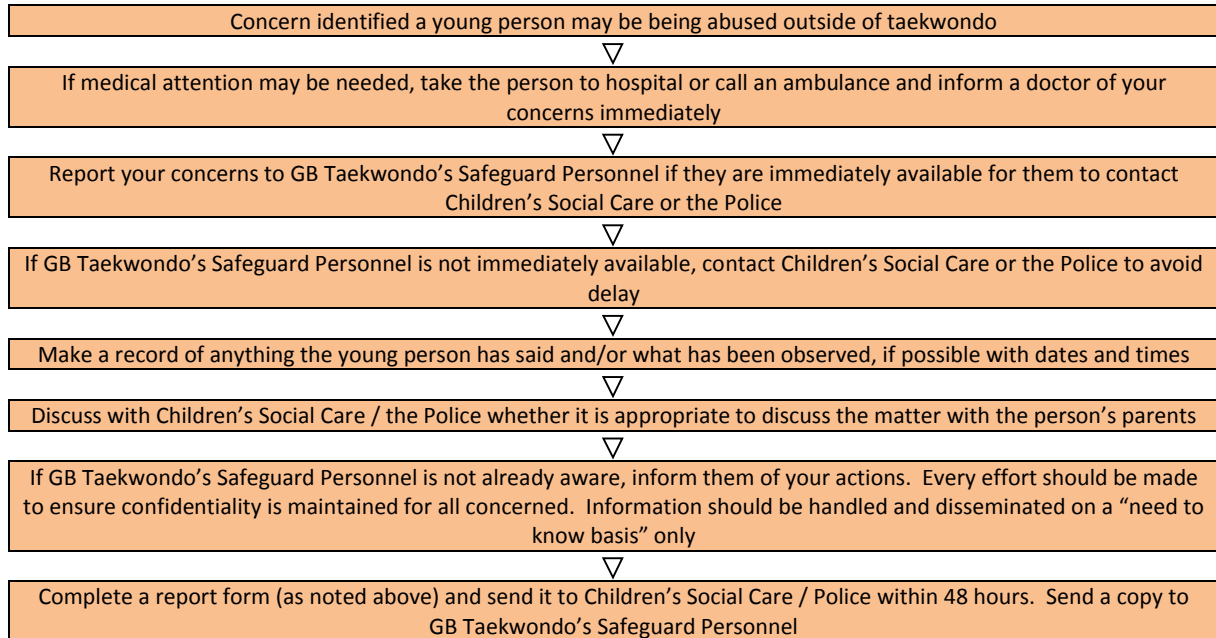 Concern identified a young person may be being abused outside of taekwondo
If medical attention may be needed, take the person to hospital or call an ambulance and inform a doctor of your
concerns immediately
Report your concerns to GB Taekwondo’s Safeguard Personnel if they are immediately available for them to contact
Children’s Social Care or the Police
If GB Taekwondo’s Safeguard Personnel is not immediately available, contact Children’s Social Care or the Police to avoid
delay
Make a record of anything the young person has said and/or what has been observed, if possible with dates and times
Discuss with Children’s Social Care / the Police whether it is appropriate to discuss the matter with the person’s parents
If GB Taekwondo’s Safeguard Personnel is not already aware, inform them of your actions.  Every effort should be made
to ensure confidentiality is maintained for all concerned.  Information should be handled and disseminated on a “need to
know basis” only
Complete a report form (as noted above) and send it to Children’s Social Care / Police within 48 hours.  Send a copy to
GB Taekwondo’s Safeguard Personnel